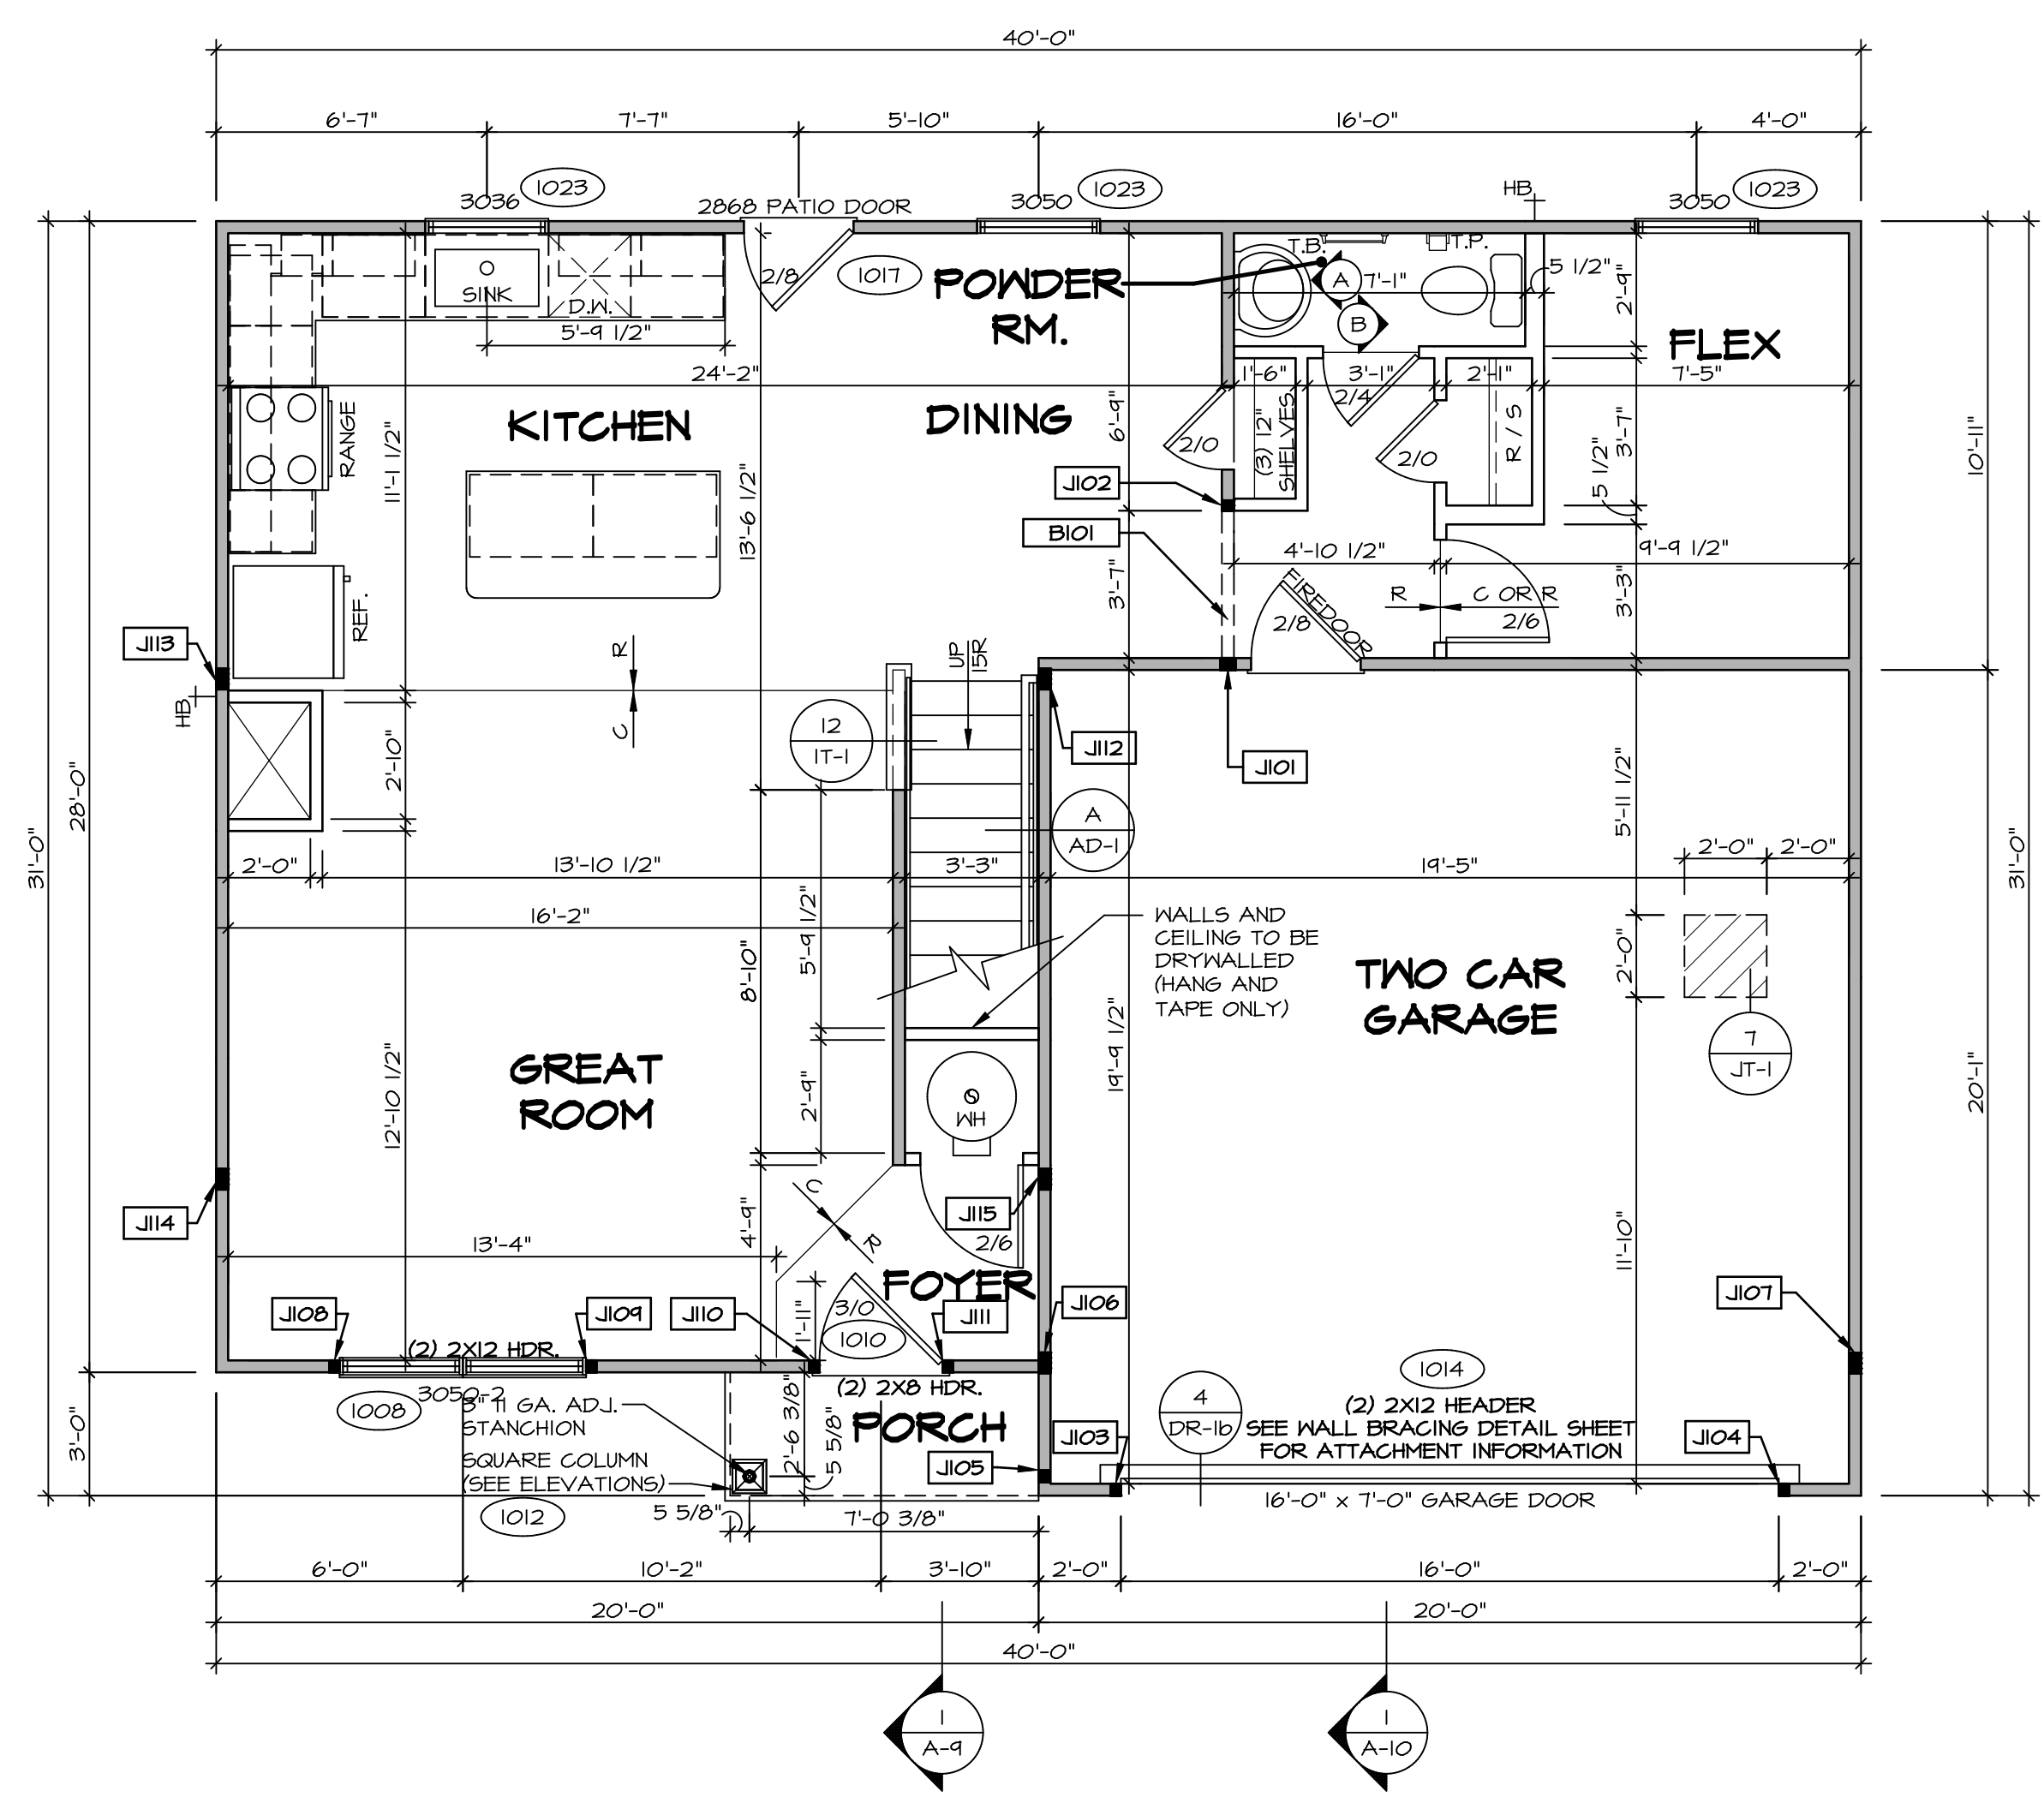 40'-0"
6'-7"
7'-7"
5'-10"
16'-0"
4'-0"
3036
1023
2868 PATIO DOOR
3050
1023
HB
3050
1023
2/8
1017
POWDER
RM.
T.B.
T.P.
A
7'-1"
B
5 1/2"
2'-9"
FLEX
SINK
D.W.
5'-9 1/2"
24'-2"
1'-6"
3'-1"
2'-1"
7'-5"
2/4
KITCHEN
DINING
RANGE
11'-1 1/2"
13'-6 1/2"
6'-9"
2/0
(3) 12"
SHELVES
2/0
R / S
5 1/2"
3'-7"
10'-11"
J102
B101
4'-10 1/2"
9'-9 1/2"
3'-7"
FIREDOOR
2/8
R
C OR R
2/6
3'-3"
REF.
J113
HB
R
C
UP
15R
12
1T-1
J112
J101
28'-0"
31'-0"
2'-10"
A
AD-1
5'-11 1/2"
31'-0"
2'-0"
13'-10 1/2"
3'-3"
19'-5"
2'-0"
2'-0"
16'-2"
5'-9 1/2"
8'-10"
WALLS AND
CEILING TO BE
DRYWALLED
(HANG AND
TAPE ONLY)
2'-0"
TWO CAR
GARAGE
7
JT-1
GREAT
ROOM
12'-10 1/2"
2'-9"
WH
19'-9 1/2"
20'-1"
J114
C
R
J115
4'-9"
2/6
11'-10"
13'-4"
FOYER
J108
J109
J110
J111
J106
J107
1'-11"
3/0
1010
(2) 2X12 HDR.
3050-2
1008
3" 11 GA. ADJ.
STANCHION
SQUARE COLUMN
(SEE ELEVATIONS)
1012
(2) 2X8 HDR.
PORCH
2'-6 3/8"
5 5/8"
J105
J103
4
DR-1b
1014
(2) 2X12 HEADER
SEE WALL BRACING DETAIL SHEET
FOR ATTACHMENT INFORMATION
J104
16'-0" x 7'-0" GARAGE DOOR
3'-0"
5 5/8"
7'-0 3/8"
6'-0"
10'-2"
3'-10"
2'-0"
16'-0"
2'-0"
20'-0"
20'-0"
40'-0"
1
A-9
1
A-10